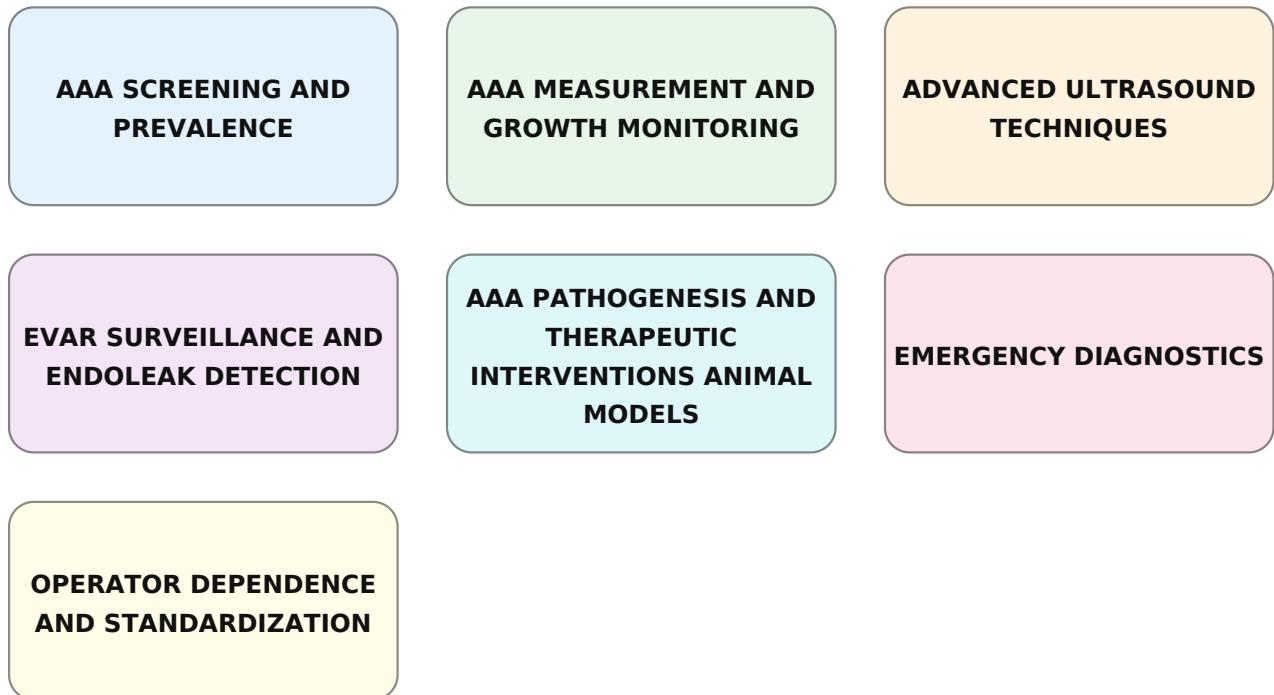 AAA SCREENING AND
PREVALENCE
AAA MEASUREMENT AND
GROWTH MONITORING
ADVANCED ULTRASOUND
TECHNIQUES
EVAR SURVEILLANCE AND
ENDOLEAK DETECTION
AAA PATHOGENESIS AND
THERAPEUTIC
INTERVENTIONS ANIMAL
MODELS
EMERGENCY DIAGNOSTICS
OPERATOR DEPENDENCE
AND STANDARDIZATION